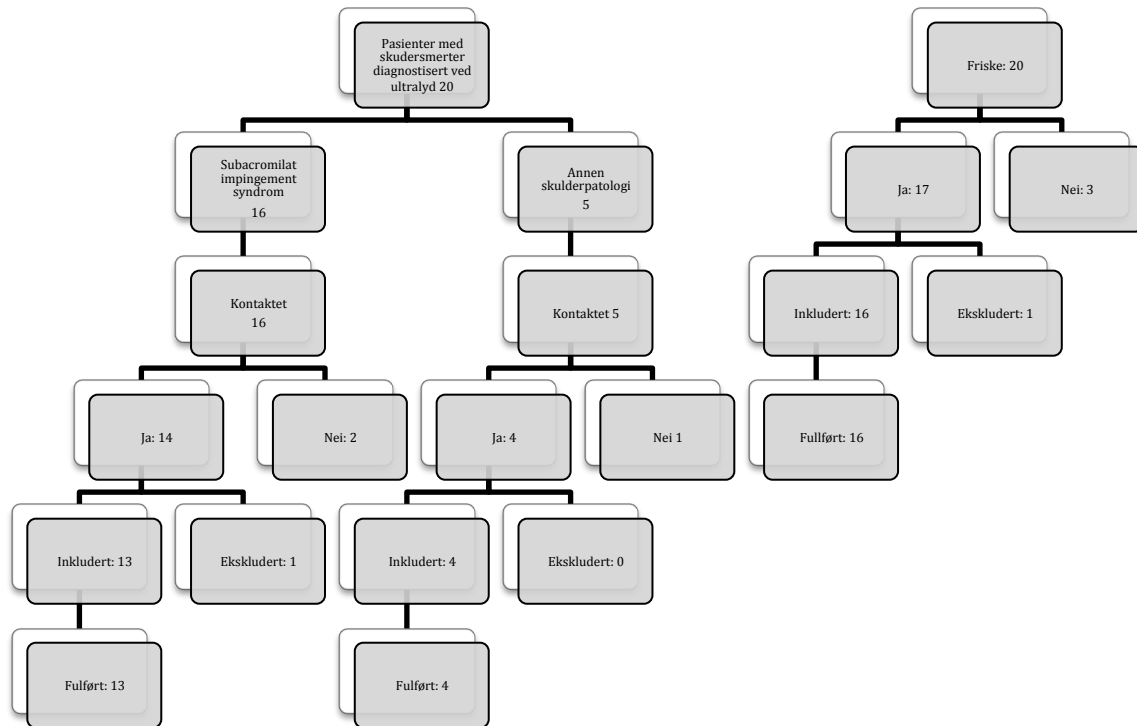 Pasienter med
skudersmerter
diagnostisert ved
ultralyd 20
Friske: 20
Subacromilat
impingement
syndrom
16
Annen
skulderpatologi
5
Ja: 17
Nei: 3
Kontaktet
16
Kontaktet 5
Inkludert: 16
Ekskludert: 1
Ja: 14
Nei: 2
Ja: 4
Nei 1
Fullført: 16
Inkludert: 13
Ekskludert: 1
Inkludert: 4
Ekskludert: 0
Fulført: 13
Fulført: 4